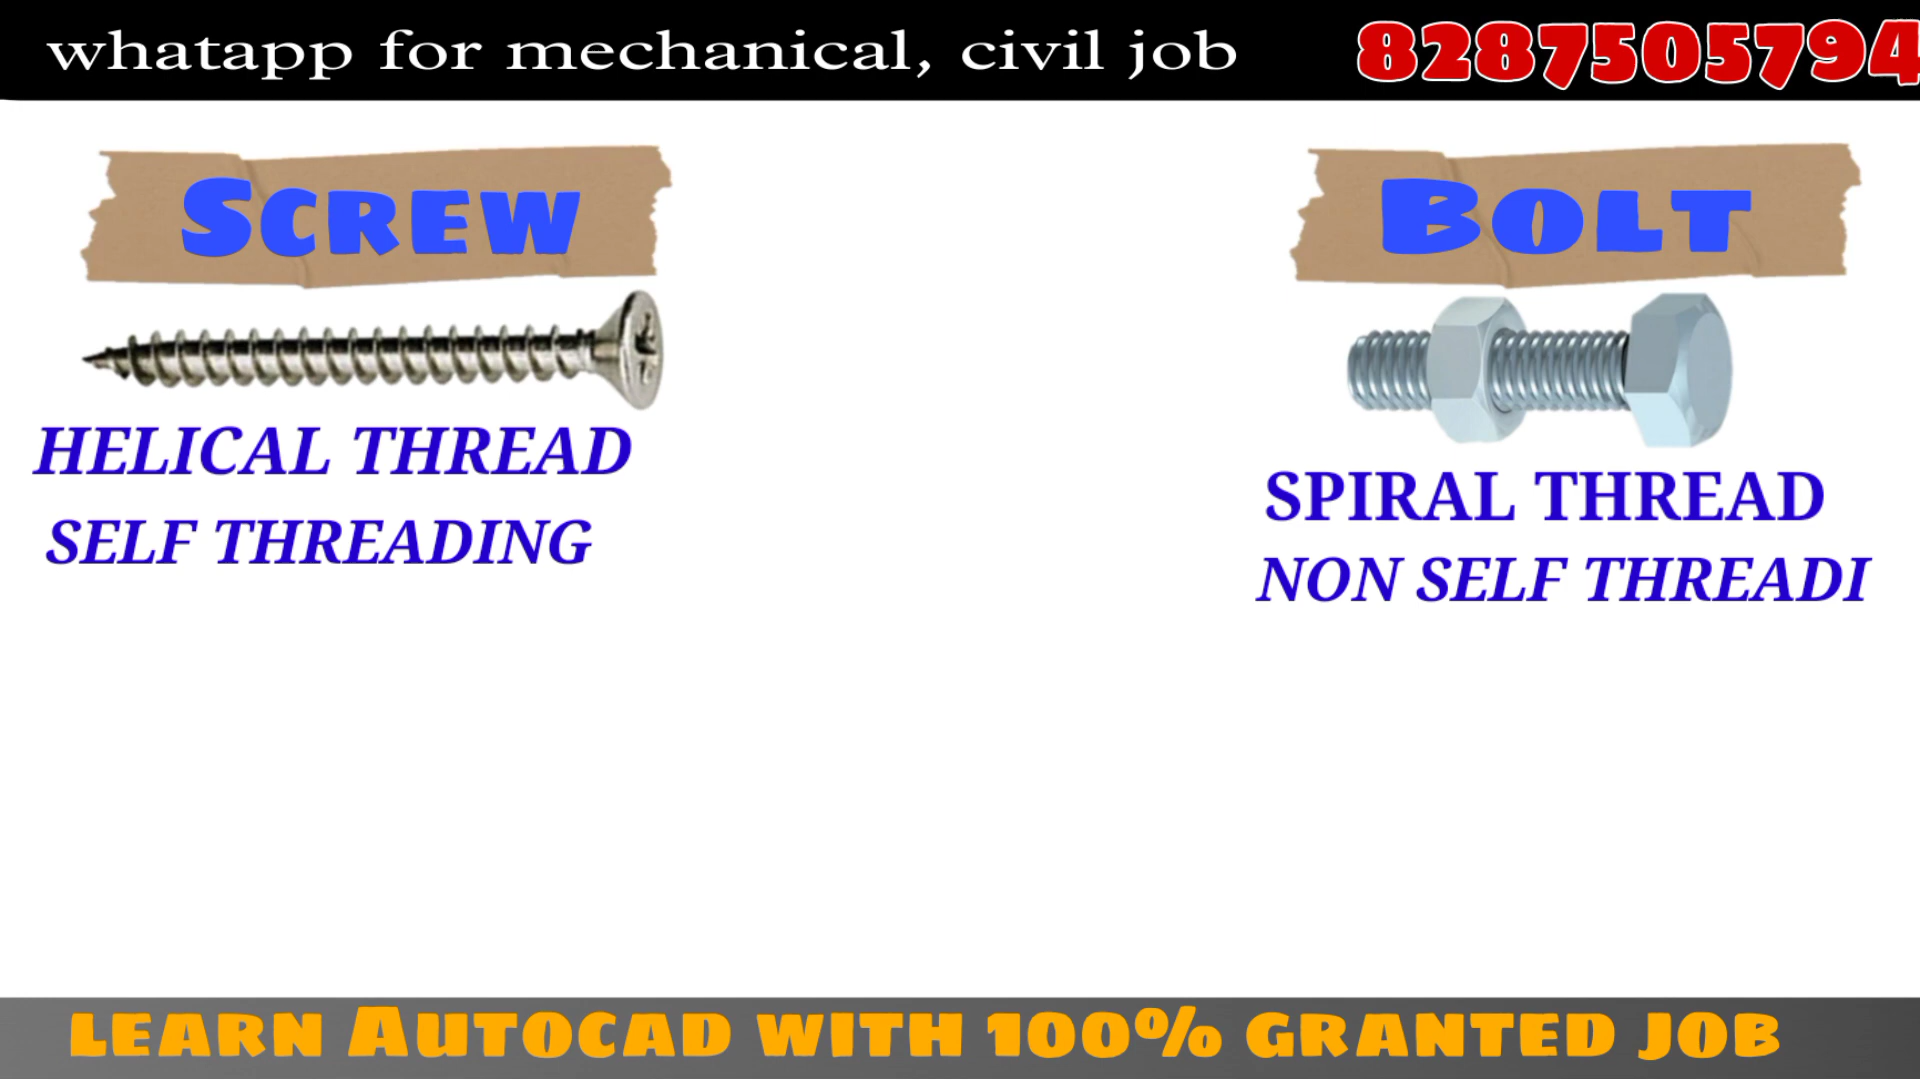 whatapp for mechanical, civil job 8287505794
SCREW
BOLT
HELICAL THREAD
SELF THREADING
SPIRAL THREAD
NON SELF THREADI
LEARN AUTOCAD WITH 100% GRANTED JOB